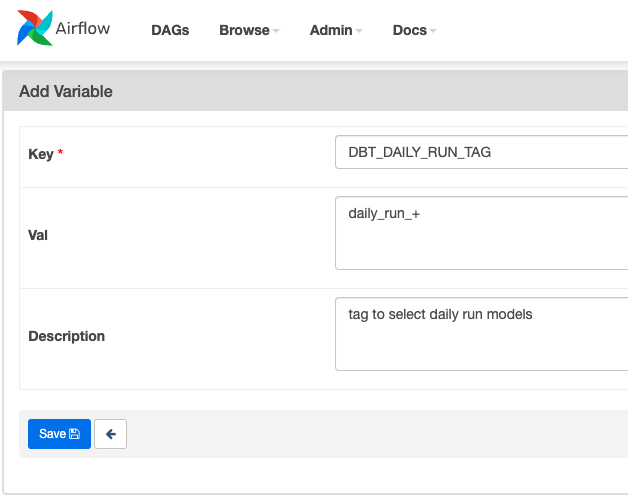 Airflow DAGs Browse Admin Docs
Add Variable
Key * DBT_DAILY_RUN_TAG
Val daily_run_+
Description tag to select daily run models
Save